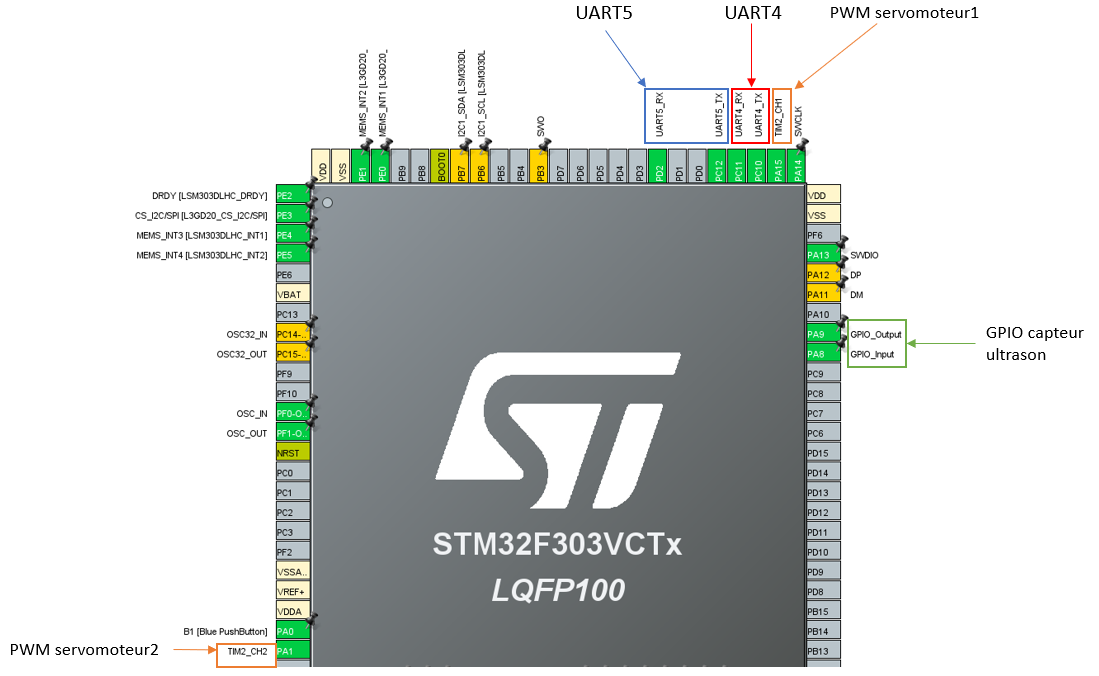 UART5
UART4
PWM servomoteur1
MEMS_INT2 [L3GD20_
MEMS_INT1 [L3GD20_
I2C1_SDA [LSM303DL
I2C1_SCL [LSM303DL
SWO
UART5_RX
UART5_TX
UART4_RX
UART4_TX
TIM2_CH1
SWCLK
VDD
VSS
PE1
PE0
PB9
PB8
BOOT0
PB7
PB6
PB5
PB4
PB3
PD7
PD6
PD5
PD4
PD3
PD2
PD1
PD0
PC12
PC11
PC10
PA15
PA14
DRDY [LSM303DLHC_DRDY] PE2
CS_I2C/SPI [L3GD20_CS_I2C/SPI] PE3
MEMS_INT3 [LSM303DLHC_INT1] PE4
MEMS_INT4 [LSM303DLHC_INT2] PE5
PE6
VBAT
PC13
OSC32_IN PC14-..
OSC32_OUT PC15-..
PF9
PF10
OSC_IN PF0-O..
OSC_OUT PF1-O..
NRST
PC0
PC1
PC2
PC3
PF2
VSSA..
VREF+
VDDA
B1 [Blue PushButton] PA0
PWM servomoteur2
TIM2_CH2 PA1
STM32F303VCTx
LQFP100
VDD
VSS
PF6
PA13 SWDIO
PA12 DP
PA11 DM
PA10
PA9 GPIO_Output
PA8 GPIO_Input
GPIO capteur
ultrason
PC9
PC8
PC7
PC6
PD15
PD14
PD13
PD12
PD11
PD10
PD9
PD8
PB15
PB14
PB13